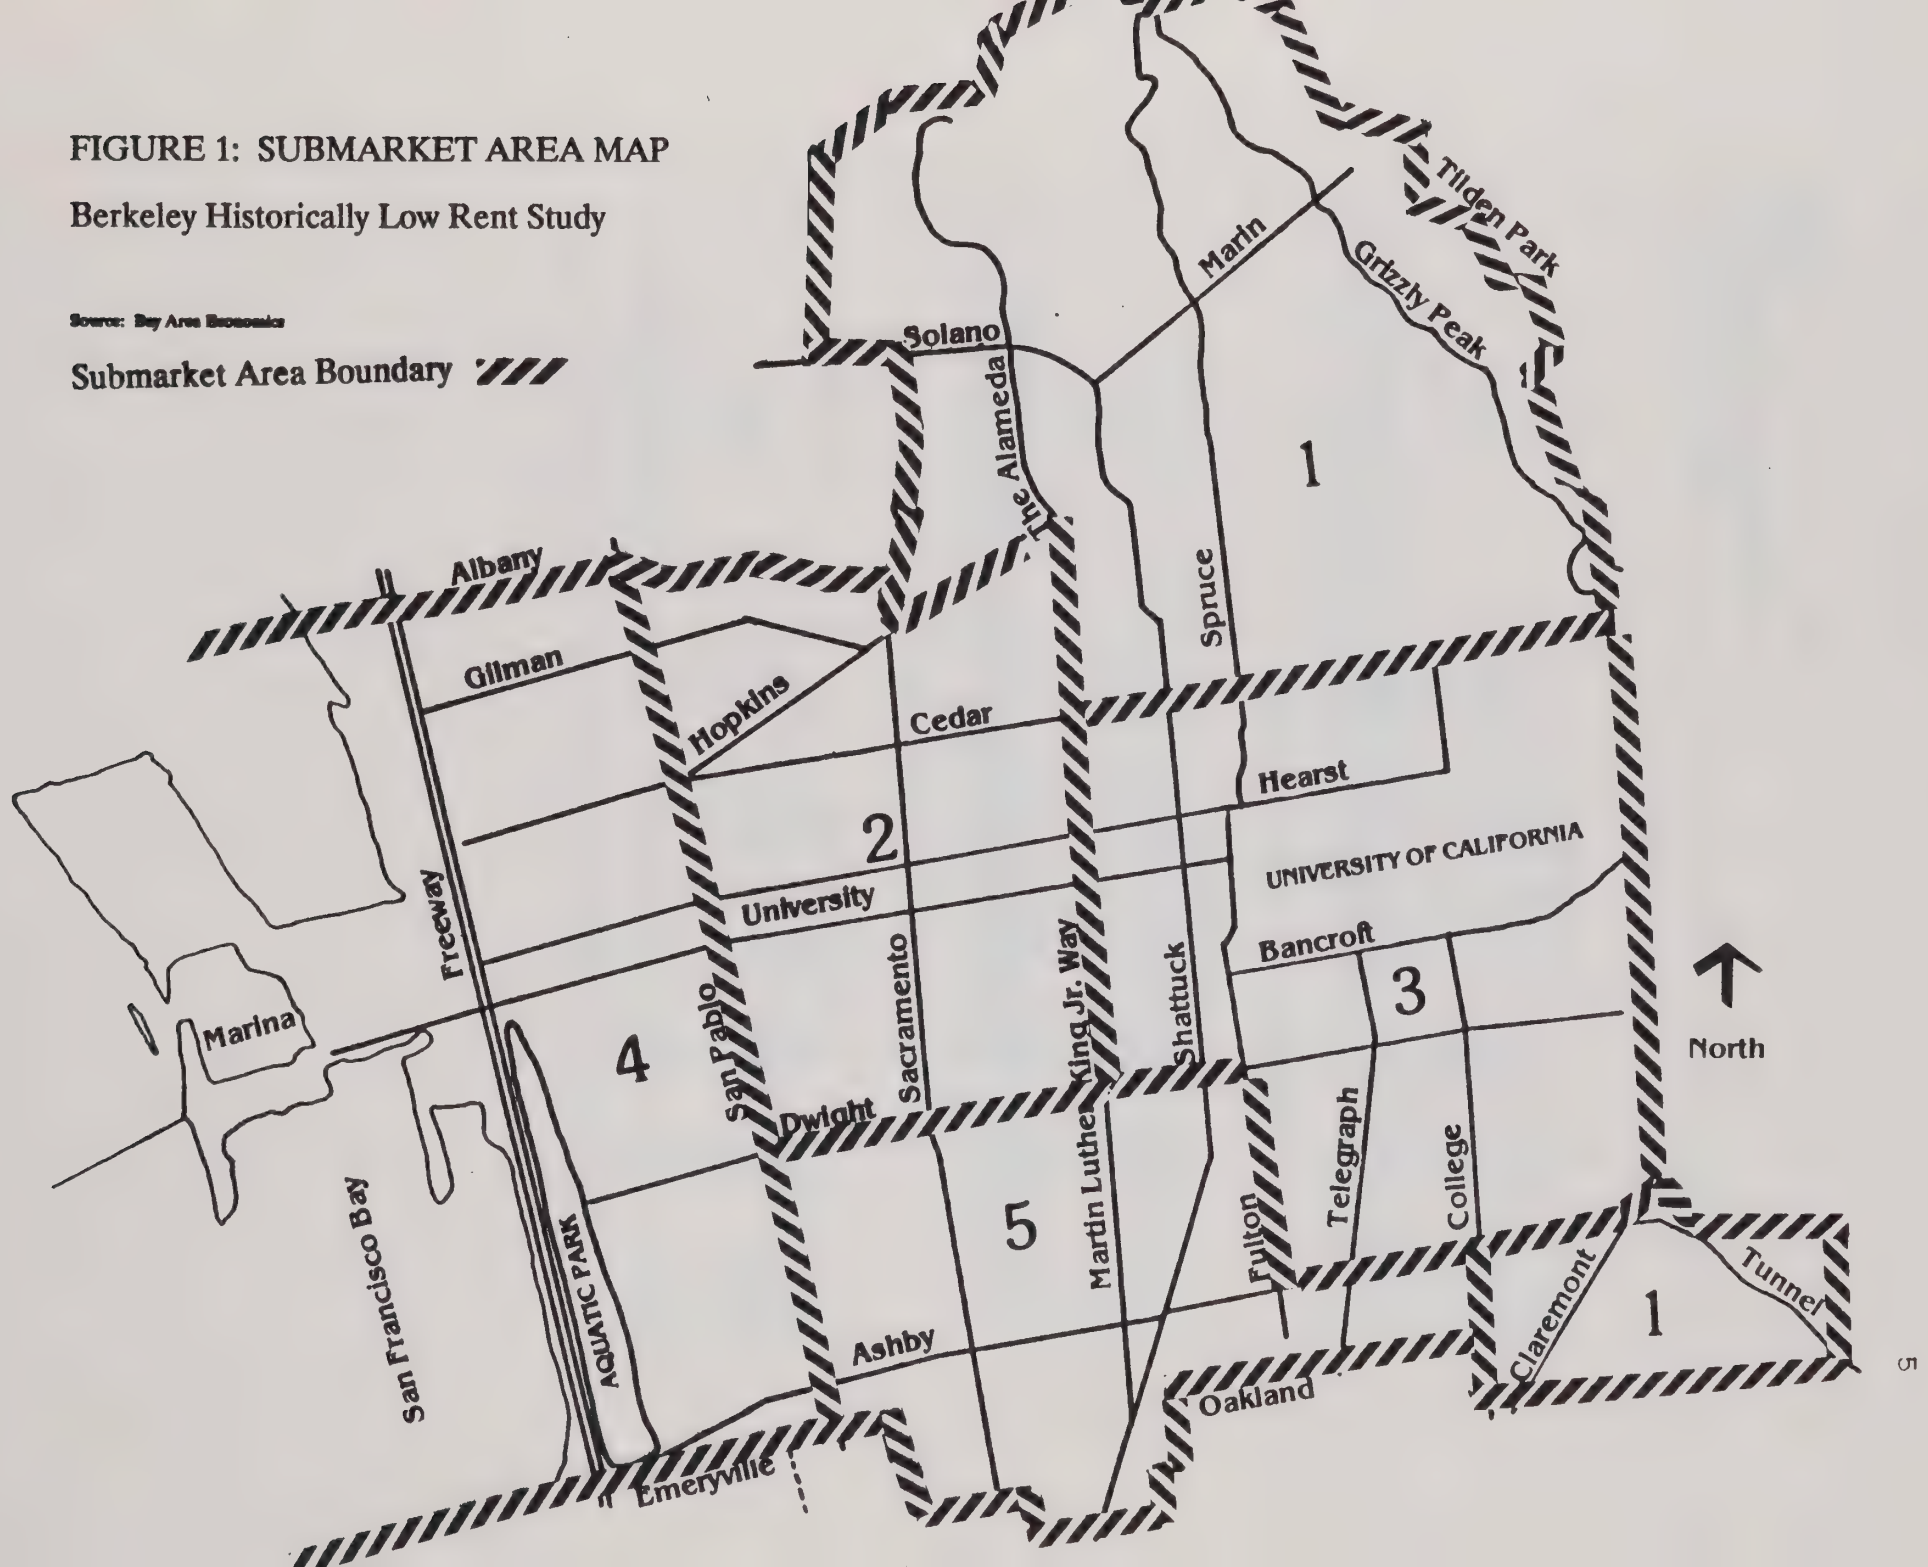 FIGURE 1: SUBMARKET AREA MAP
Berkeley Historically Low Rent Study
Source: Bay Area Economics
Submarket Area Boundary
Tilden Park
Marin
Grizzly Peak
Solano
The Alameda
1
Spruce
Albany
Gilman
Hopkins
Cedar
Hearst
2
UNIVERSITY OF CALIFORNIA
University
Freeway
Bancroft
Sacramento
Martin Luther King Jr. Way
Shattuck
3
San Pablo
4
Marina
North
Dwight
Telegraph
College
5
Fulton
San Francisco Bay
AQUATIC PARK
Claremont
Tunnel
1
Ashby
Oakland
Emeryville
5